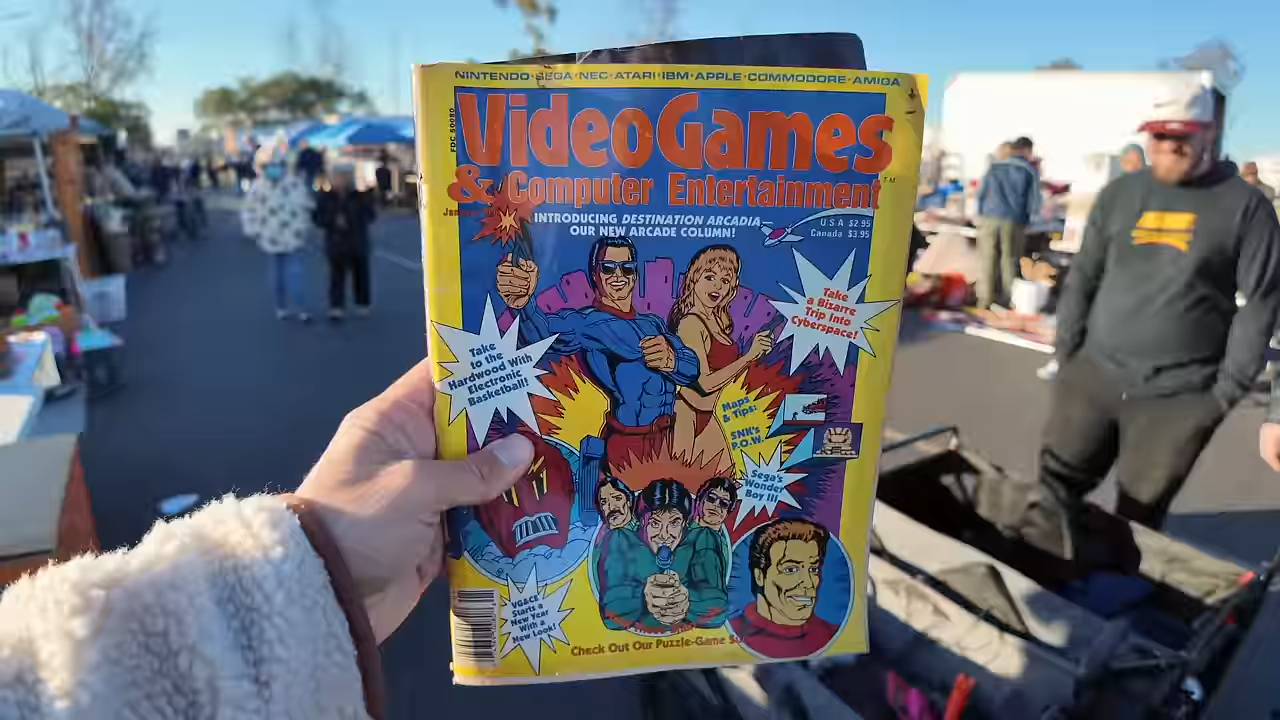 NINTENDO·SEGA·NEC·ATARI·IBM·APPLE·COMMODORE·AMIGA
VideoGames
& Computer Entertainment
TM
INTRODUCING DESTINATION ARCADIA—
OUR NEW ARCADE COLUMN!
U.S.A. $2.95
Canada $3.95
Take
a Bizarre
Trip Into
Cyberspace!
Take
to the
Hardwood With
Electronic
Basketball!
Maps
& Tips:
SNK's
P.O.W.
Sega's
Wonder
Boy III
VG&CE
Starts a
New Year
With a
New Look!
Check Out Our Puzzle-Game